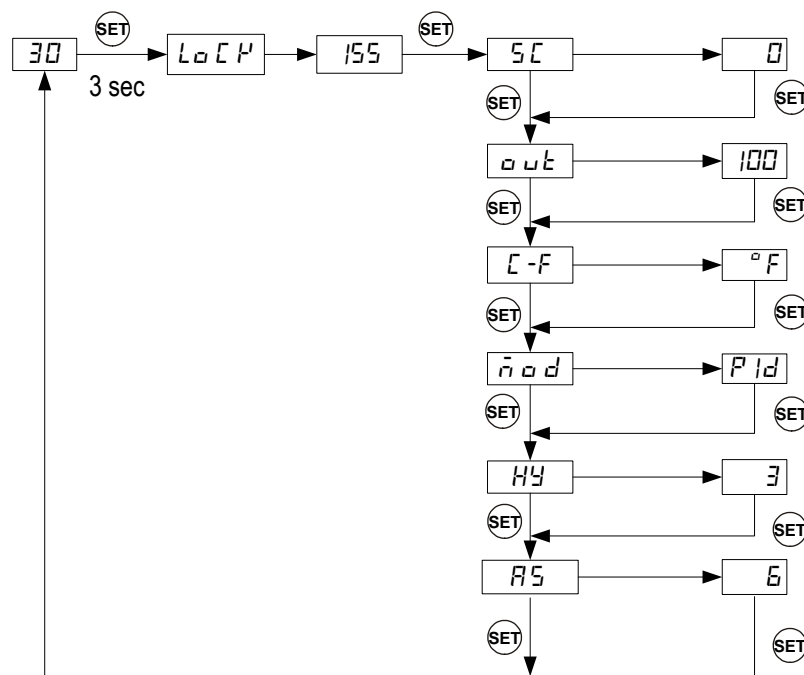 SET SET
30 LoCK 155 SC 0
3 sec
SET SET
out 100
SET SET
C-F °F
SET SET
mod PId
SET SET
HY 3
SET SET
AS 6
SET SET